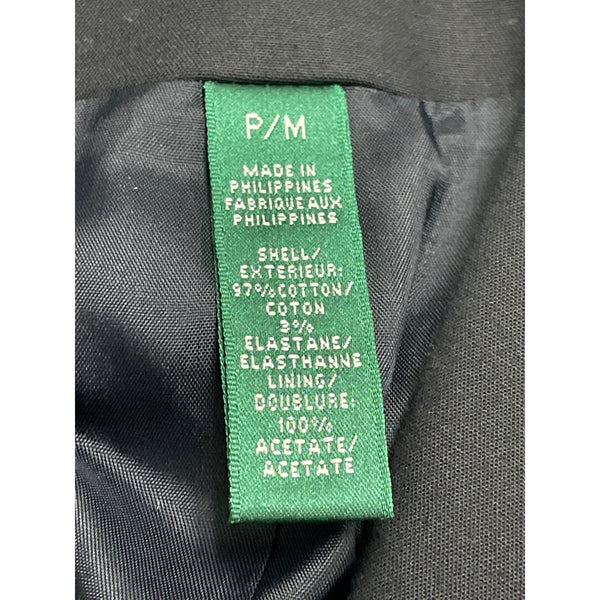 P/M
MADE IN
PHILIPPINES
FABRIQUE AUX
PHILIPPINES
SHELL/
EXTERIEUR:
97% COTTON/
COTON
3%
ELASTANE/
ELASTHANNE
LINING/
DOUBLURE:
100%
ACETATE/
ACETATE